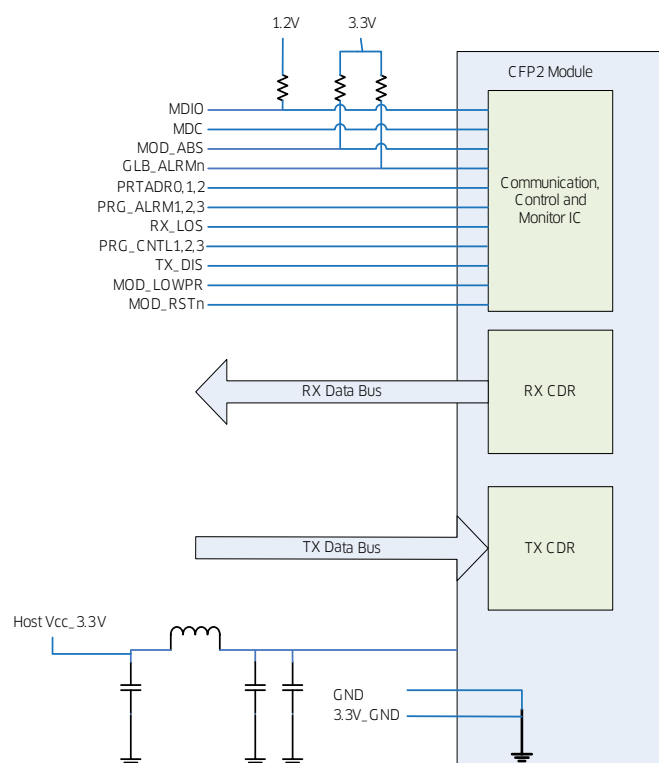 1.2V
3.3V
CFP2 Module
MDIO
MDC
MOD_ABS
GLB_ALRMn
PRTADR0,1,2
PRG_ALRM1,2,3
RX_LOS
PRG_CNTL1,2,3
TX_DIS
MOD_LOWPR
MOD_RSTn
Communication,
Control and
Monitor IC
RX Data Bus
RX CDR
TX Data Bus
TX CDR
Host Vcc_3.3V
GND
3.3V_GND